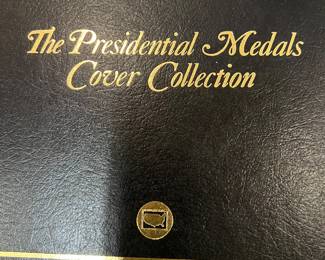 The Presidential Medals
Cover Collection